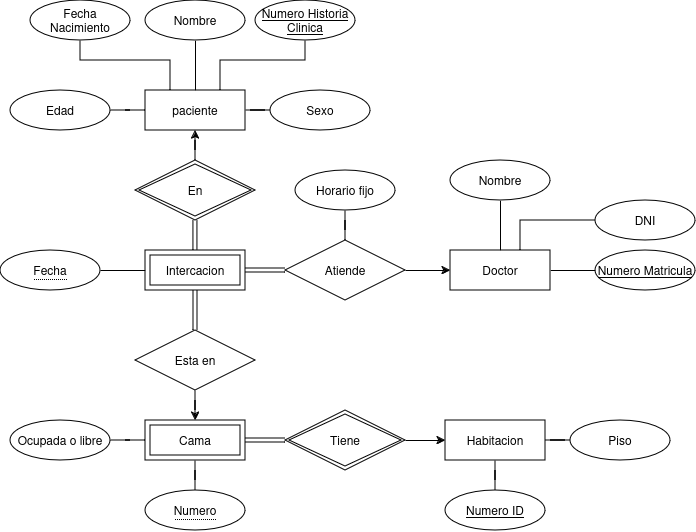 Fecha
Nacimiento
Nombre
Numero Historia
Clinica
Edad
paciente
Sexo
En
Horario fijo
Nombre
DNI
Fecha
Intercacion
Atiende
Doctor
Numero Matricula
Esta en
Ocupada o libre
Cama
Tiene
Habitacion
Piso
Numero
Numero ID